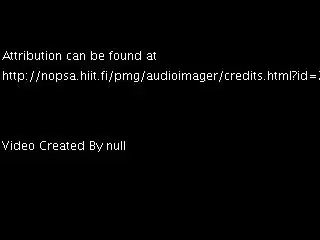 Attribution can be found at
http://nopsa.hiit.fi/pmg/audioimager/credits.html?id=
Video Created By null